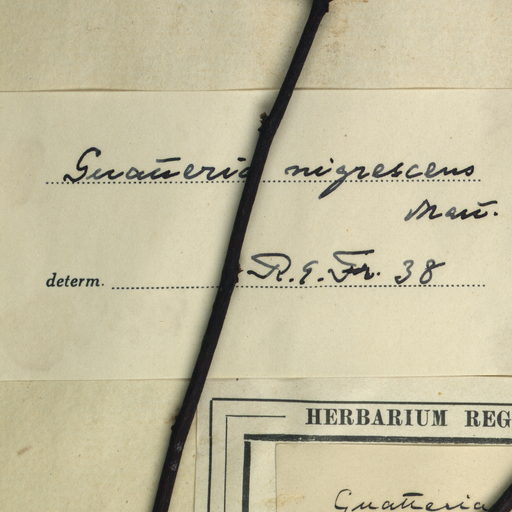 Guatteria nigrescens
Mart.
determ. R. E. Fr. 38
HERBARIUM REG
Guatteria